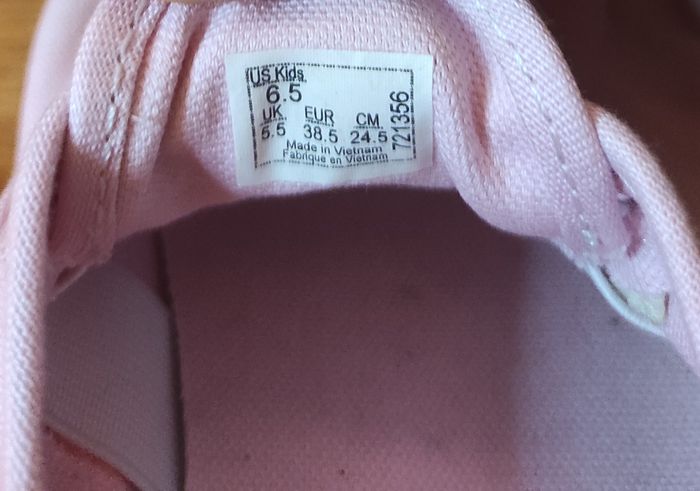 US Kids
6.5
UK EUR CM
5.5 38.5 24.5
Made in Vietnam
Fabriqué en Vietnam
721356